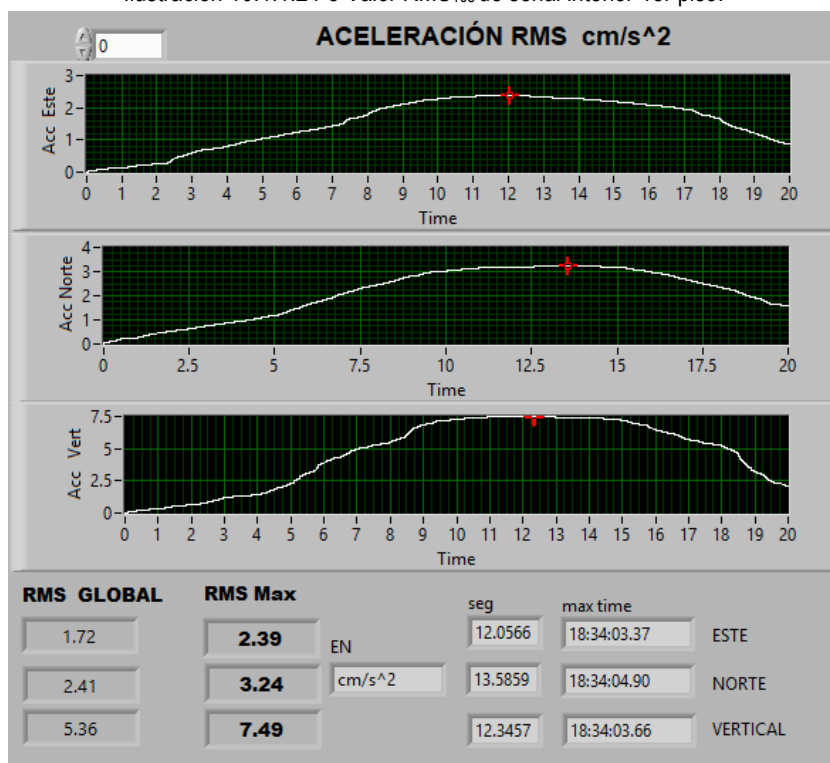 0
ACELERACIÓN RMS cm/s^2
Acc Este
3
2
1
0
0 1 2 3 4 5 6 7 8 9 10 11 12 13 14 15 16 17 18 19 20
Time
Acc Norte
4
3
2
1
0
0 2.5 5 7.5 10 12.5 15 17.5 20
Time
Acc Vert
7.5
5
2.5
0
0 1 2 3 4 5 6 7 8 9 10 11 12 13 14 15 16 17 18 19 20
Time
RMS GLOBAL RMS Max seg max time
1.72 2.39 EN 12.0566 18:34:03.37 ESTE
2.41 3.24 cm/s^2 13.5859 18:34:04.90 NORTE
5.36 7.49 12.3457 18:34:03.66 VERTICAL